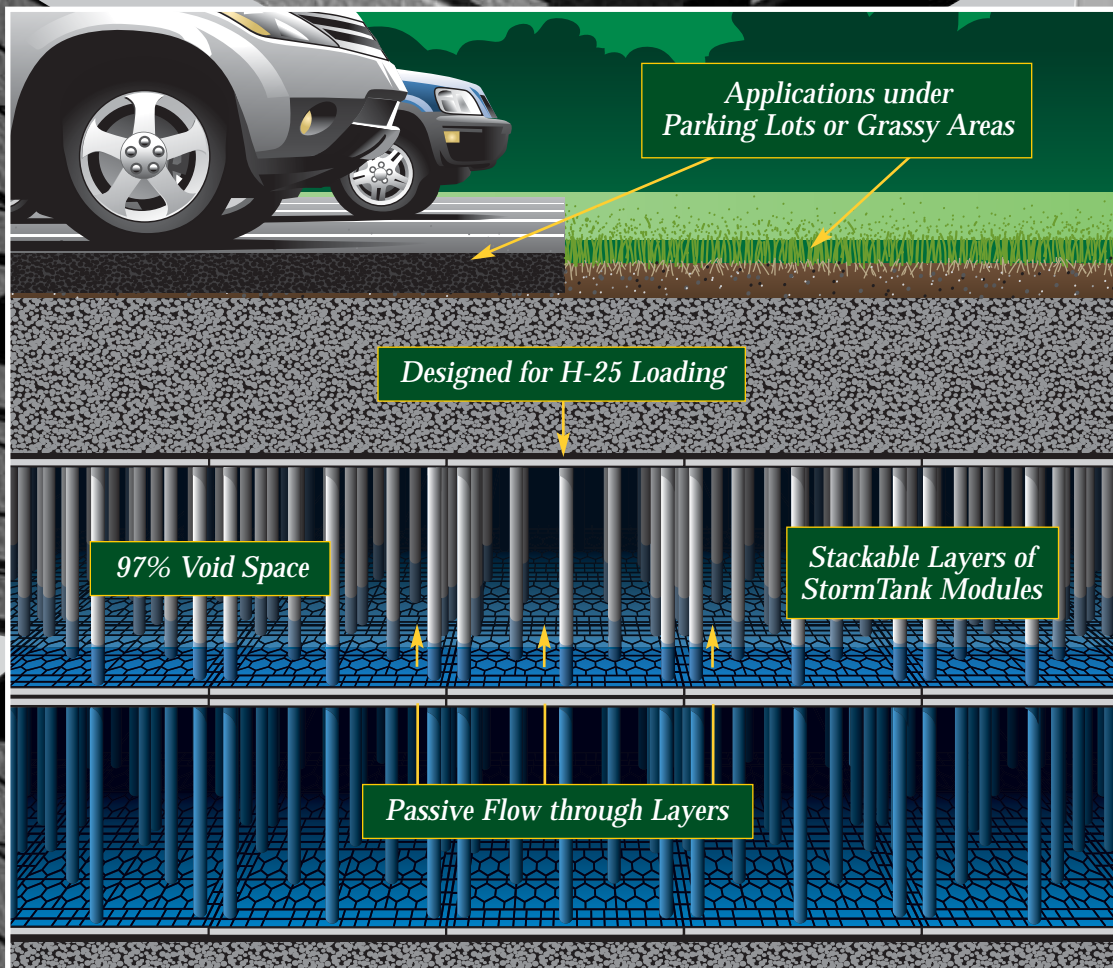 Applications under
Parking Lots or Grassy Areas
Designed for H-25 Loading
97% Void Space
Stackable Layers of
StormTank Modules
Passive Flow through Layers